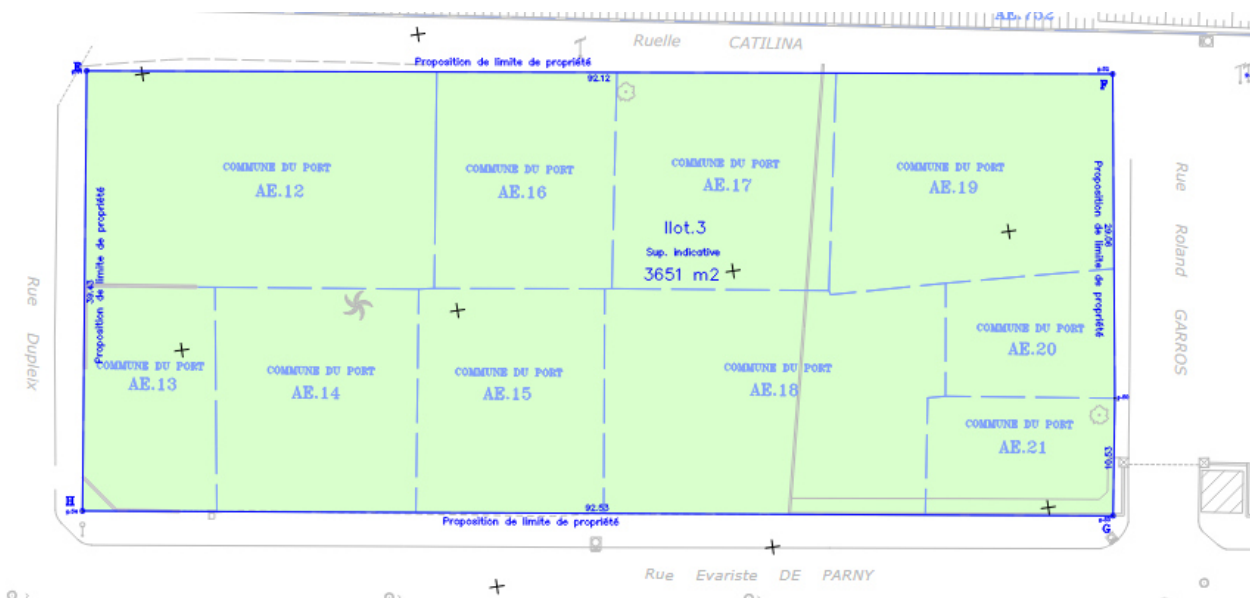 AE.752
Ruelle CATILINA
Proposition de limite de propriété
92.12
E
F
COMMUNE DU PORT
AE.12
COMMUNE DU PORT
AE.16
COMMUNE DU PORT
AE.17
COMMUNE DU PORT
AE.19
Ilot.3
Sup. indicative
3651 m2
Proposition de limite de propriété
39.43
Rue Dupleix
Proposition de limite de propriété
29.06
Rue Roland GARROS
COMMUNE DU PORT
AE.13
COMMUNE DU PORT
AE.14
COMMUNE DU PORT
AE.15
COMMUNE DU PORT
AE.18
COMMUNE DU PORT
AE.20
COMMUNE DU PORT
AE.21
H
G
92.53
Proposition de limite de propriété
Rue Evariste DE PARNY